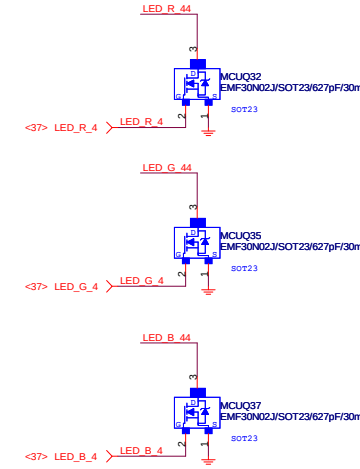 LED_R_44
3
D
G
S
MCUQ32
EMF30N02J/SOT23/627pF/30m
SOT23
2
1
<37> LED_R_4
LED_R_4
LED_G_44
3
D
G
S
MCUQ35
EMF30N02J/SOT23/627pF/30m
SOT23
2
1
<37> LED_G_4
LED_G_4
LED_B_44
3
D
G
S
MCUQ37
EMF30N02J/SOT23/627pF/30m
SOT23
2
1
<37> LED_B_4
LED_B_4